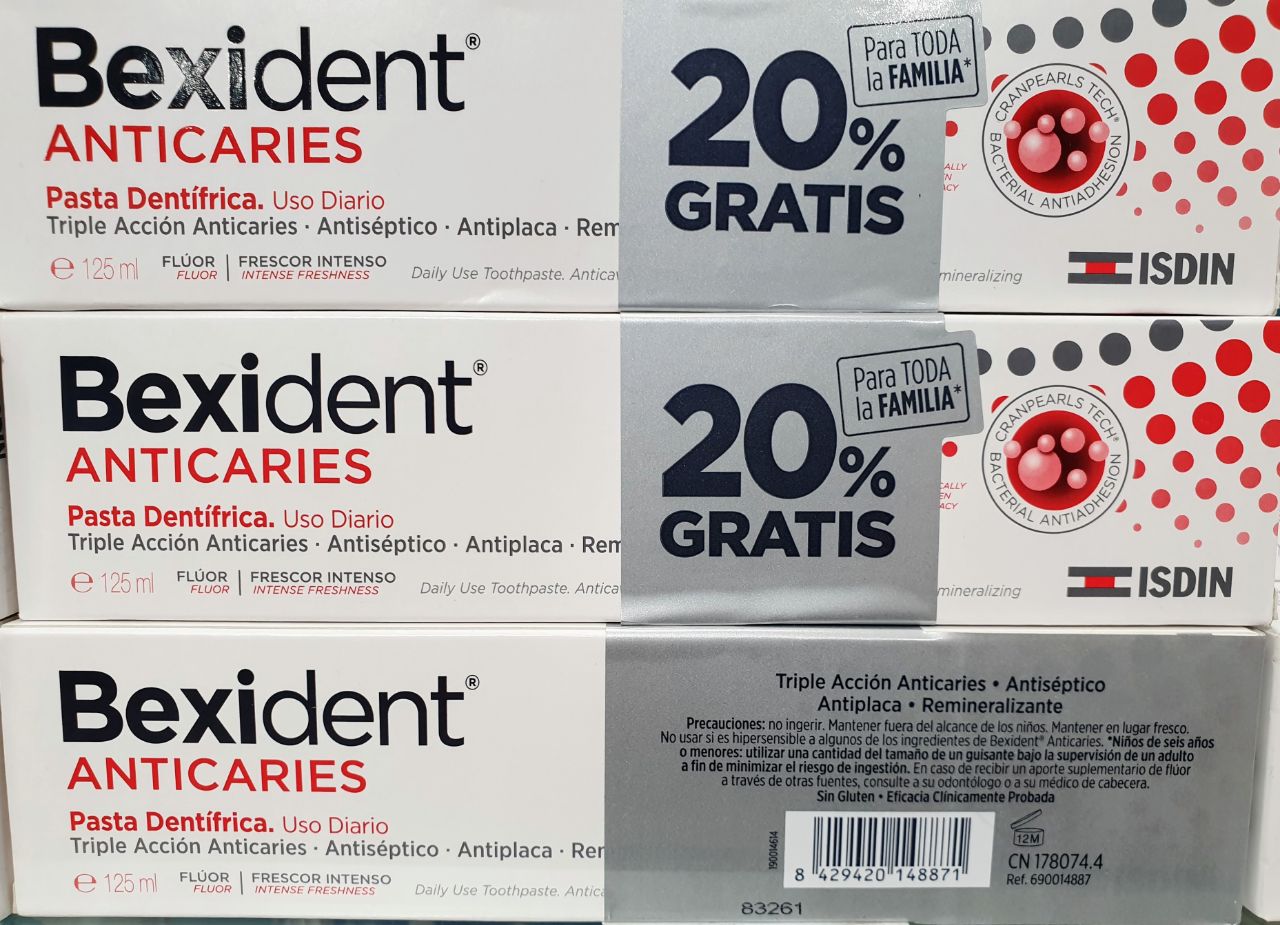 Bexident®
ANTICARIES
Pasta Dentífrica. Uso Diario
Triple Acción Anticaries · Antiséptico · Antiplaca · Rem
e 125 ml FLÚOR FRESCOR INTENSO
FLUOR INTENSE FRESHNESS
Daily Use Toothpaste. Antica
20%
GRATIS
Para TODA
la FAMILIA*
CRANPEARLS TECH®
BACTERIAL ANTIADHESION
mineralizing
ISDIN
Bexident®
ANTICARIES
Pasta Dentífrica. Uso Diario
Triple Acción Anticaries · Antiséptico · Antiplaca · Rem
e 125 ml FLÚOR FRESCOR INTENSO
FLUOR INTENSE FRESHNESS
Daily Use Toothpaste. Antica
20%
GRATIS
Para TODA
la FAMILIA*
CRANPEARLS TECH®
BACTERIAL ANTIADHESION
mineralizing
ISDIN
Bexident®
ANTICARIES
Pasta Dentífrica. Uso Diario
Triple Acción Anticaries · Antiséptico · Antiplaca · Rer
e 125 ml FLÚOR FRESCOR INTENSO
FLUOR INTENSE FRESHNESS
Daily Use Toothpaste. Antica
Triple Acción Anticaries • Antiséptico
Antiplaca • Remineralizante
Precauciones: no ingerir. Mantener fuera del alcance de los niños. Mantener en lugar fresco.
No usar si es hipersensible a algunos de los ingredientes de Bexident® Anticaries. *Niños de seis años
o menores: utilizar una cantidad del tamaño de un guisante bajo la supervisión de un adulto
a fin de minimizar el riesgo de ingestión. En caso de recibir un aporte suplementario de flúor
a través de otras fuentes, consulte a su odontólogo o a su médico de cabecera.
Sin Gluten • Eficacia Clínicamente Probada
190014614
8 429420 148871
12M
CN 178074.4
Ref. 690014887
83261